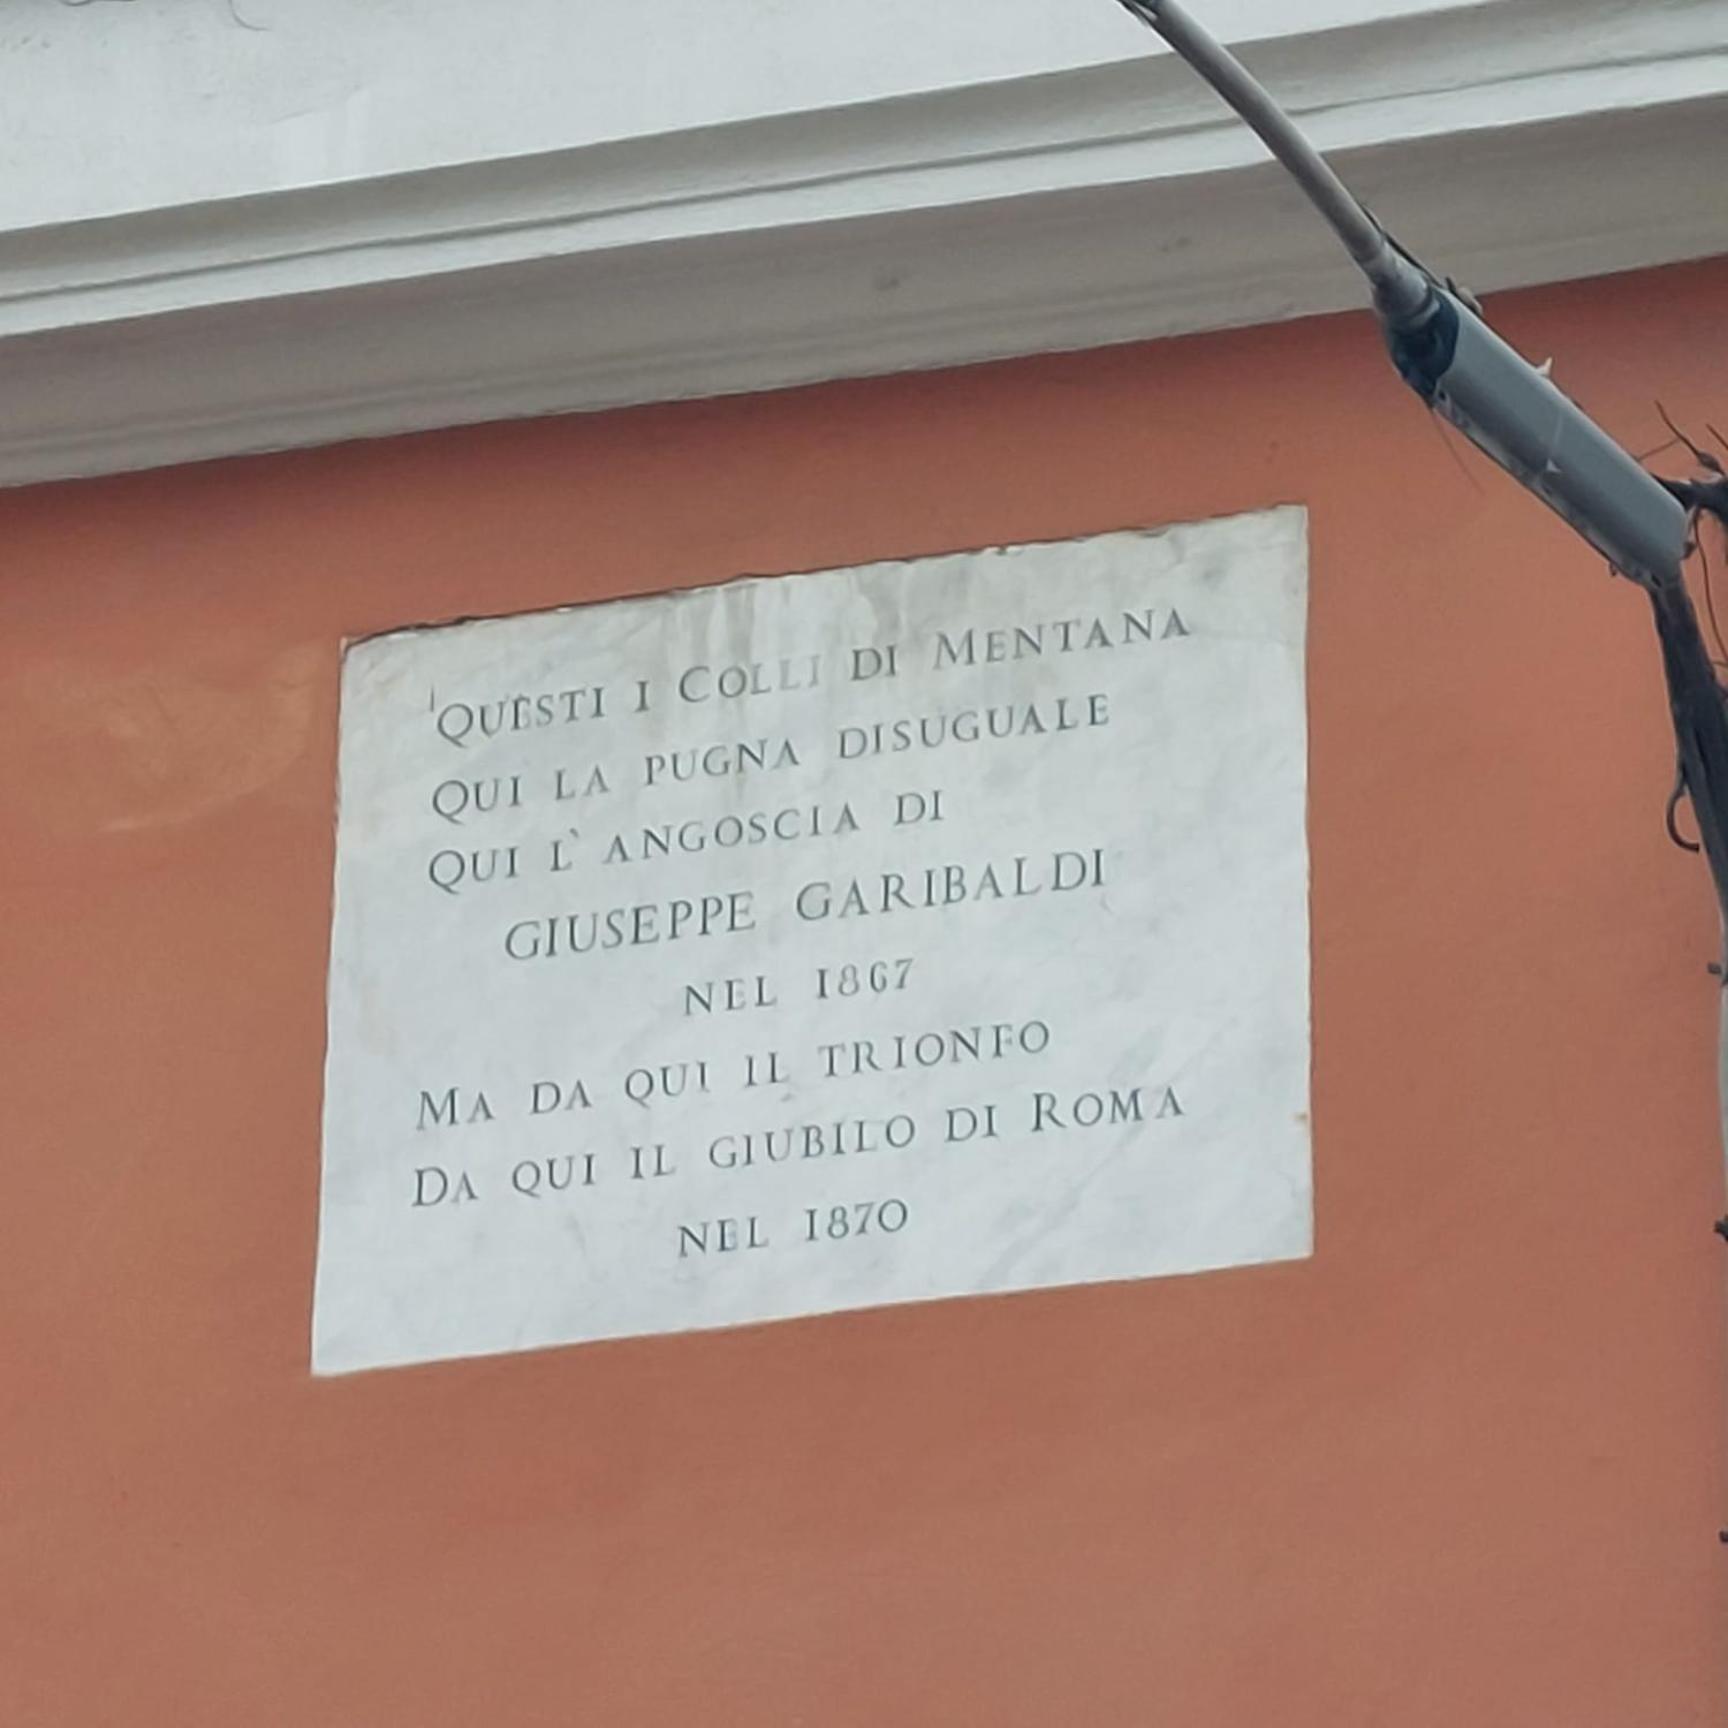 QUESTI I COLLI DI MENTANA
QUI LA PUGNA DISUGUALE
QUI L' ANGOSCIA DI
GIUSEPPE GARIBALDI
NEL 1867
MA DA QUI IL TRIONFO
DA QUI IL GIUBILO DI ROMA
NEL 1870